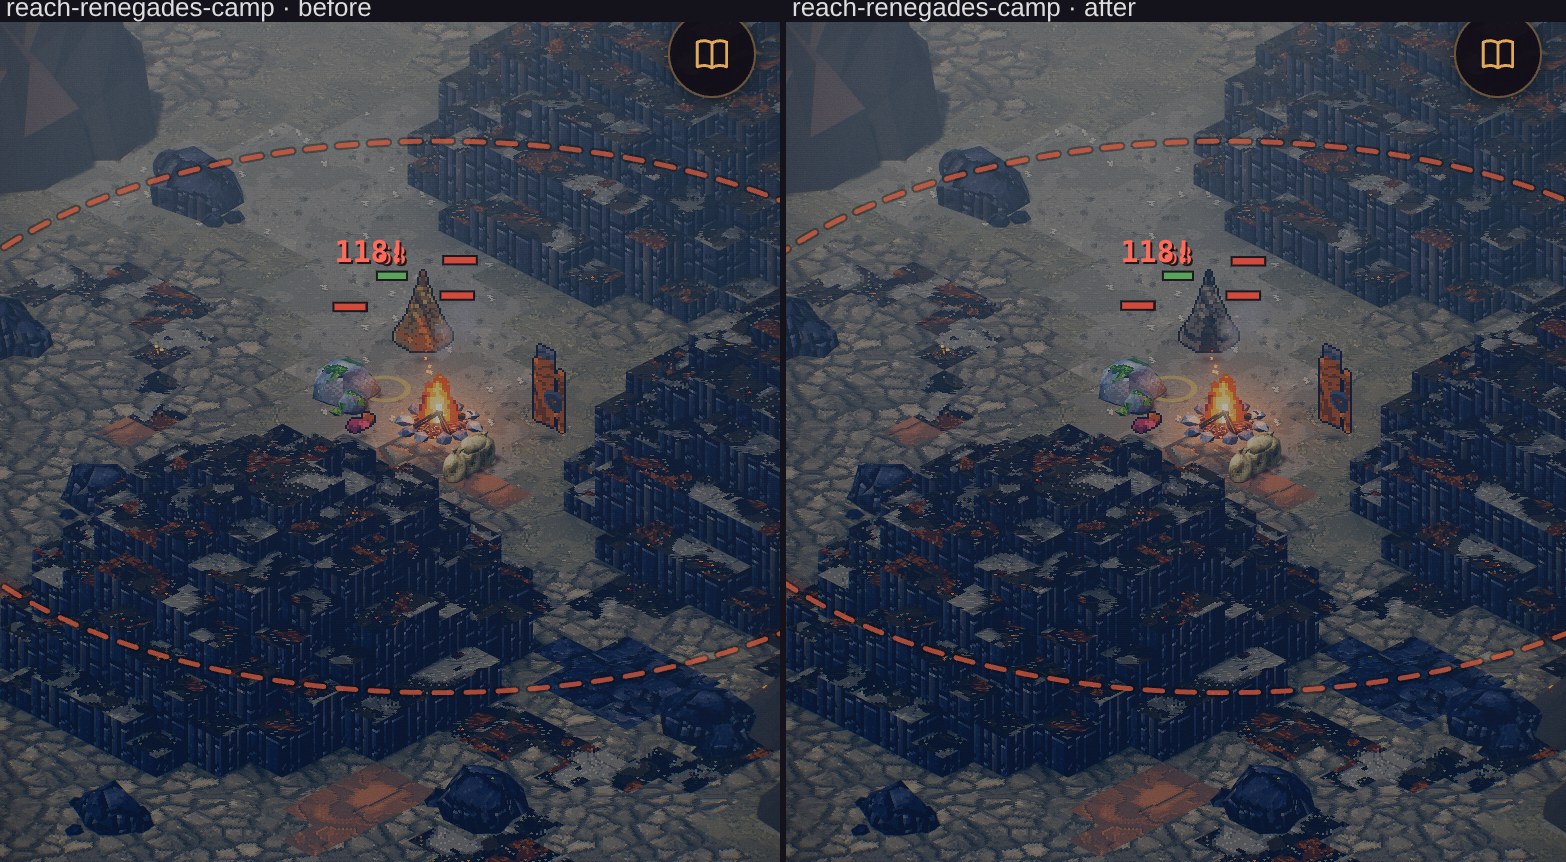 reach-renegades-camp · before
reach-renegades-camp · after
118
118